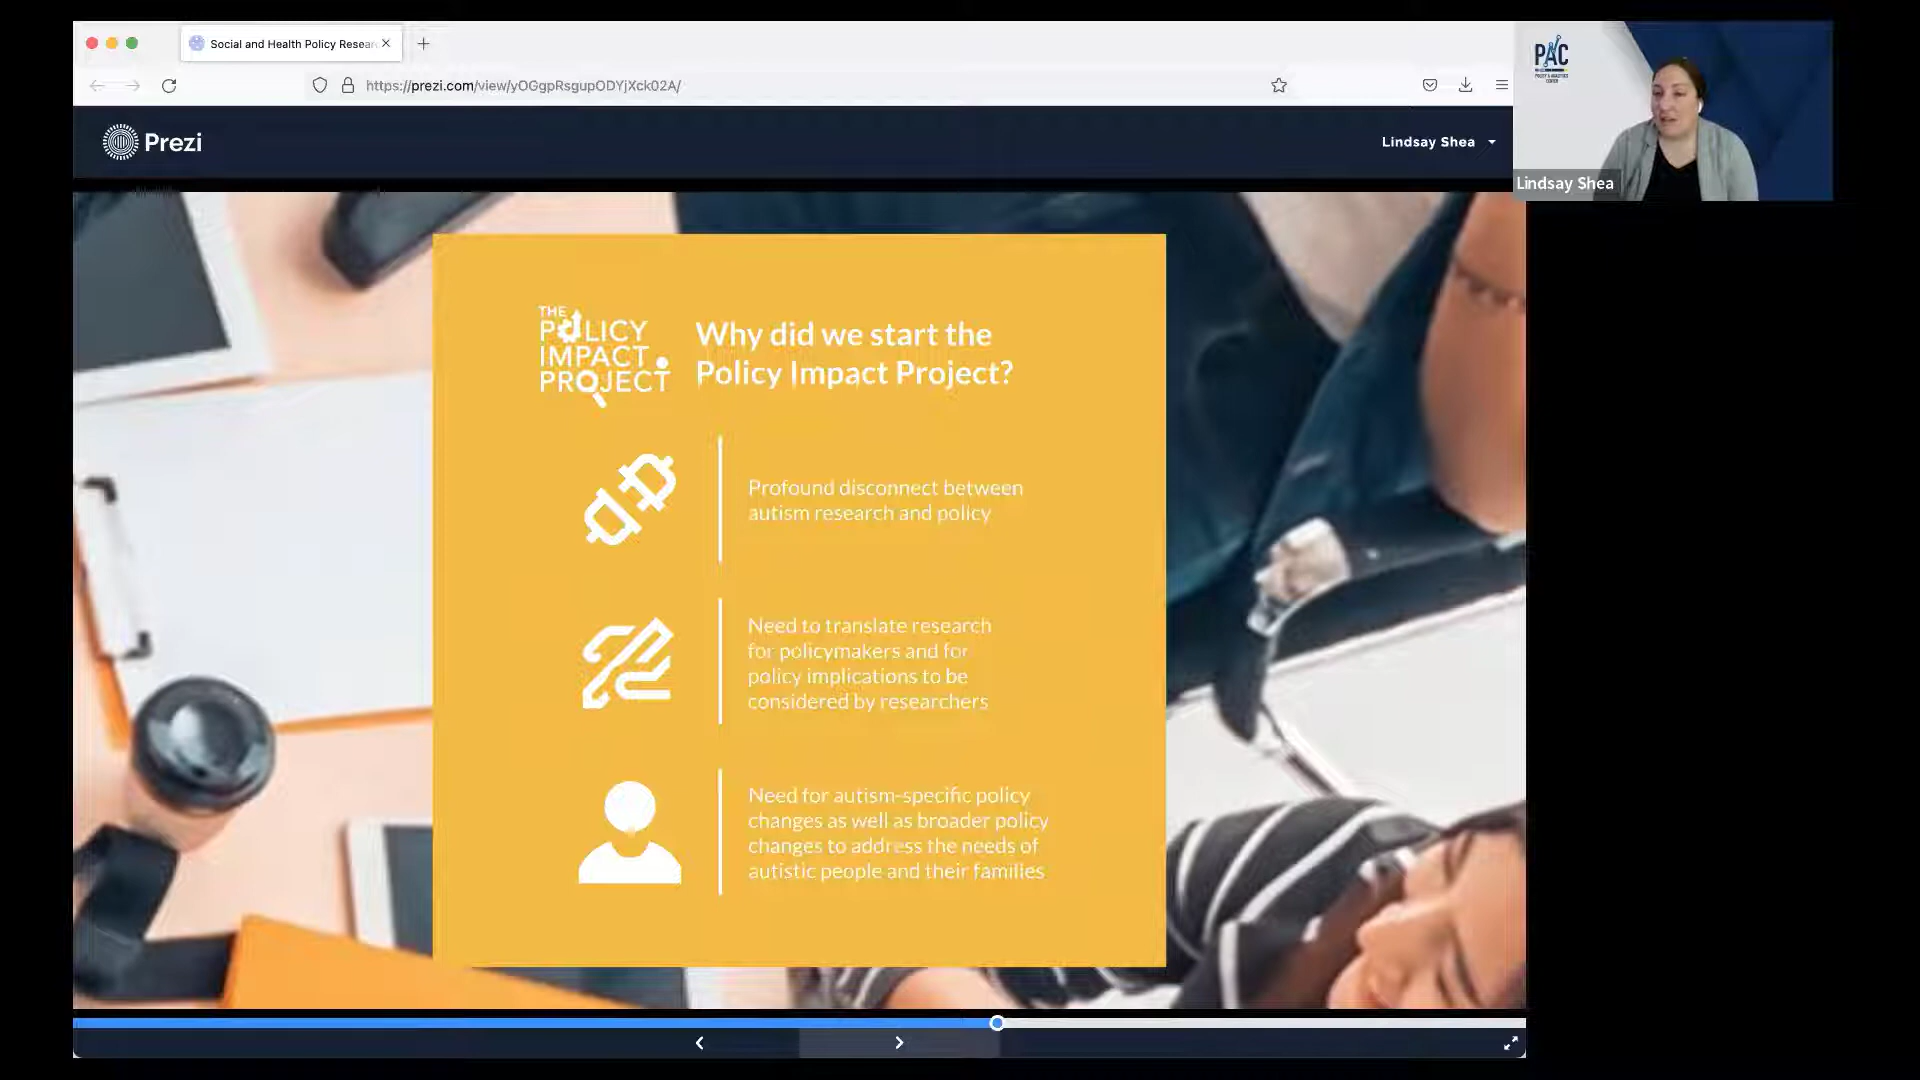 Social and Health Policy Resear
https://prezi.com/view/yOGgpRsgupODYjXck02A/
Prezi
Lindsay Shea
PAC
POLICY & ANALYTICS
CENTER
Lindsay Shea
THE
POLICY
IMPACT
PROJECT
Why did we start the
Policy Impact Project?
Profound disconnect between
autism research and policy
Need to translate research
for policymakers and for
policy implications to be
considered by researchers
Need for autism-specific policy
changes as well as broader policy
changes to address the needs of
autistic people and their families